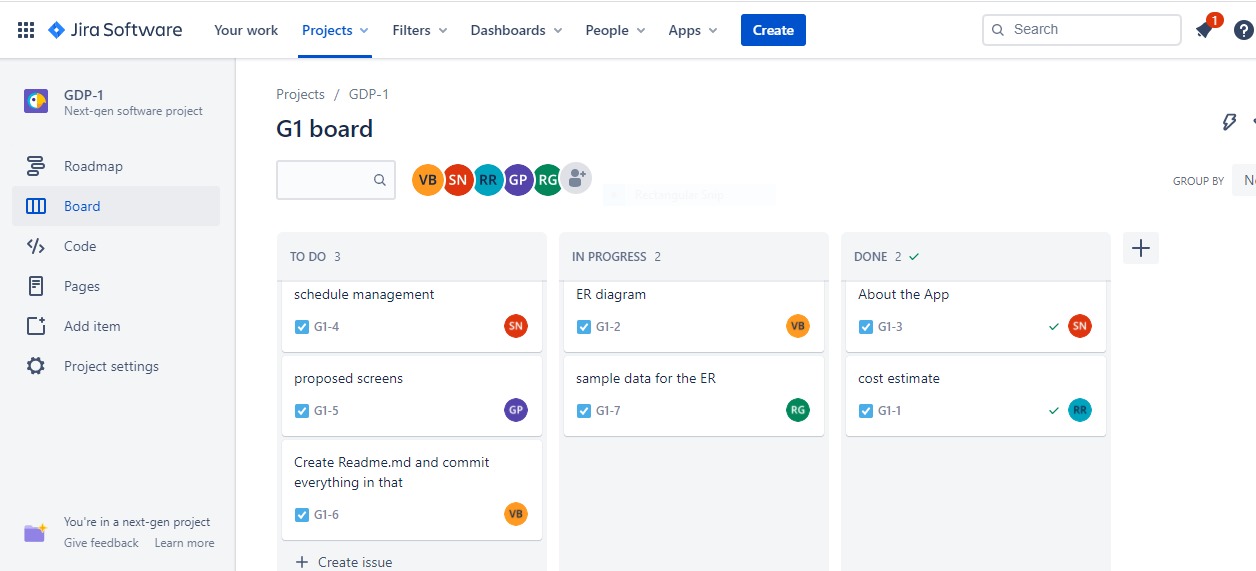 Jira Software
Your work
Projects
Filters
Dashboards
People
Apps
Create
Search
1
?
GDP-1
Next-gen software project
Roadmap
Board
Code
Pages
Add item
Project settings
You're in a next-gen project
Give feedback Learn more
Projects / GDP-1
G1 board
VB SN RR GP RG
Rectangular Snip
GROUP BY
TO DO 3
schedule management
G1-4 SN
proposed screens
G1-5 GP
Create Readme.md and commit
everything in that
G1-6 VB
+ Create issue
IN PROGRESS 2
ER diagram
G1-2 VB
sample data for the ER
G1-7 RG
DONE 2
About the App
G1-3 SN
cost estimate
G1-1 RR